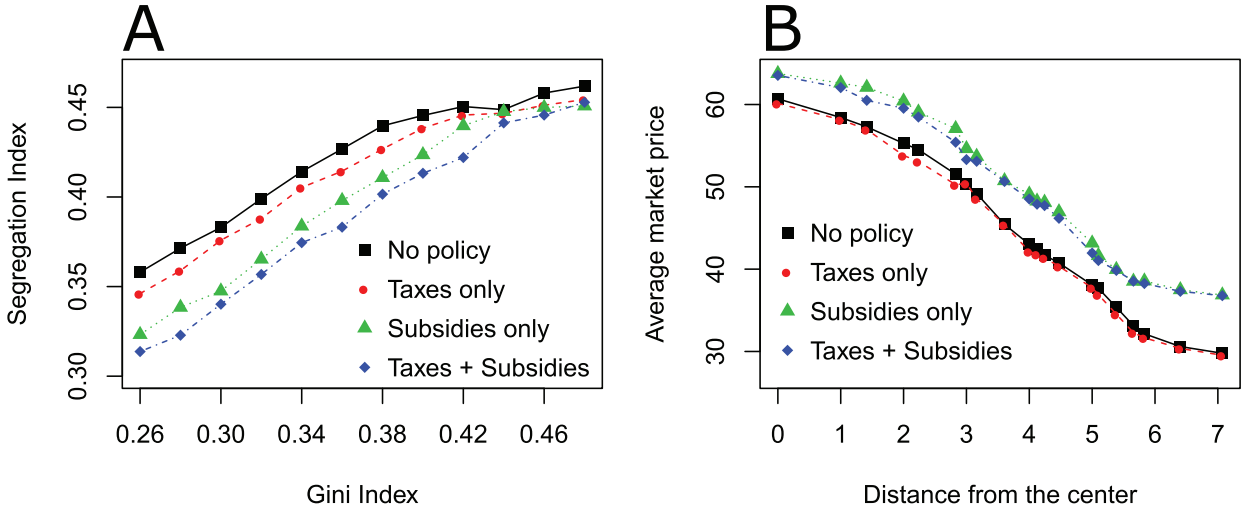 A
Segregation Index
0.45
0.40
0.35
0.30
No policy
Taxes only
Subsidies only
Taxes + Subsidies
0.26 0.30 0.34 0.38 0.42 0.46
Gini Index
B
Average market price
60
50
40
30
No policy
Taxes only
Subsidies only
Taxes + Subsidies
0 1 2 3 4 5 6 7
Distance from the center